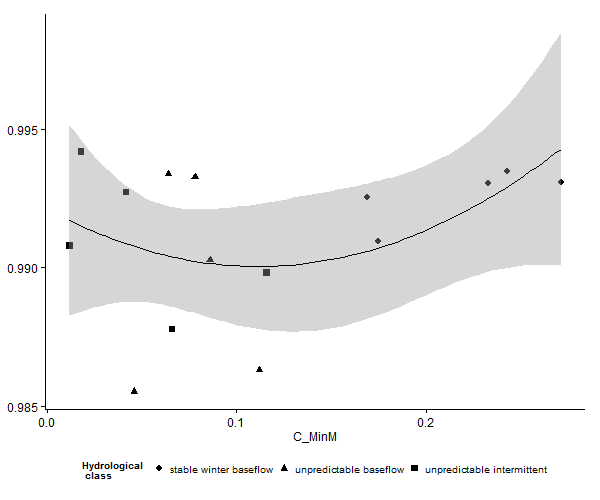 0.995
0.990
0.985
0.0 0.1 0.2
C_MinM
Hydrological
class
stable winter baseflow unpredictable baseflow unpredictable intermittent